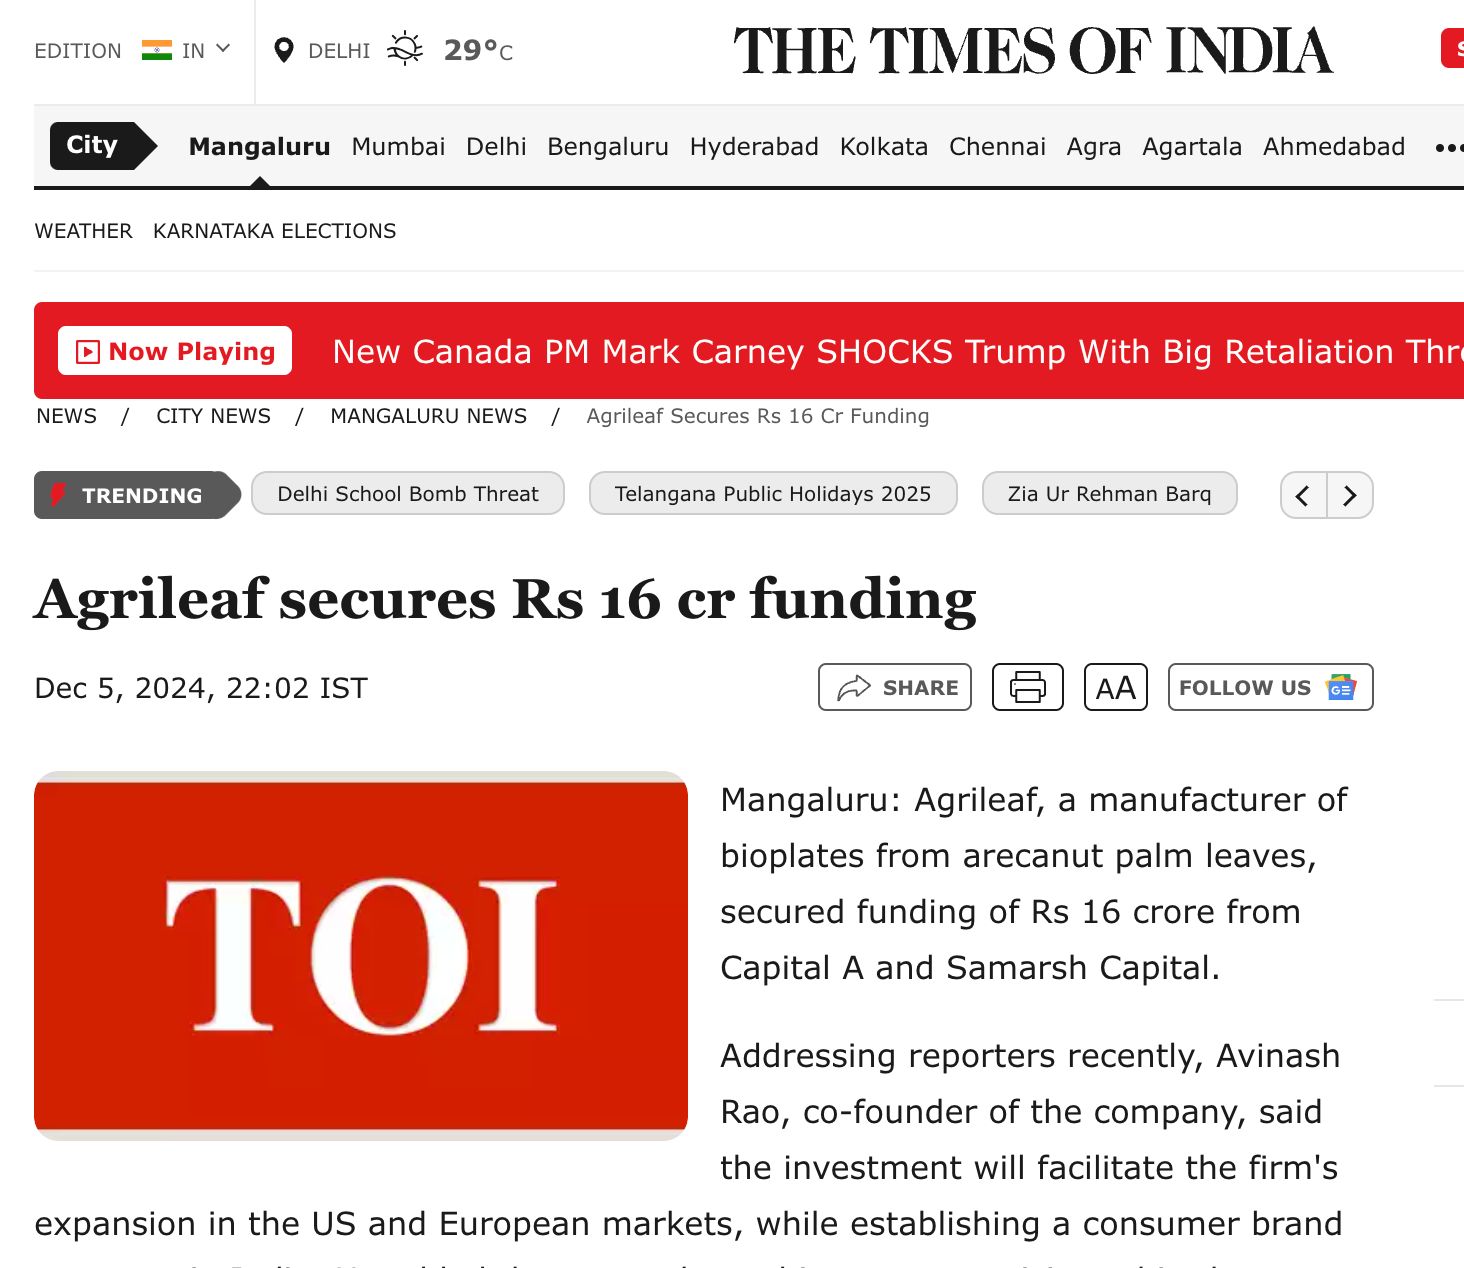 EDITION IN DELHI 29°C THE TIMES OF INDIA
City Mangaluru Mumbai Delhi Bengaluru Hyderabad Kolkata Chennai Agra Agartala Ahmedabad •••
WEATHER KARNATAKA ELECTIONS
Now Playing New Canada PM Mark Carney SHOCKS Trump With Big Retaliation
NEWS / CITY NEWS / MANGALURU NEWS / Agrileaf Secures Rs 16 Cr Funding
TRENDING Delhi School Bomb Threat Telangana Public Holidays 2025 Zia Ur Rehman Barq
Agrileaf secures Rs 16 cr funding
Dec 5, 2024, 22:02 IST SHARE AA FOLLOW US GE
TOI
Mangaluru: Agrileaf, a manufacturer of
bioplates from arecanut palm leaves,
secured funding of Rs 16 crore from
Capital A and Samarsh Capital.
Addressing reporters recently, Avinash
Rao, co-founder of the company, said
the investment will facilitate the firm's
expansion in the US and European markets, while establishing a consumer brand